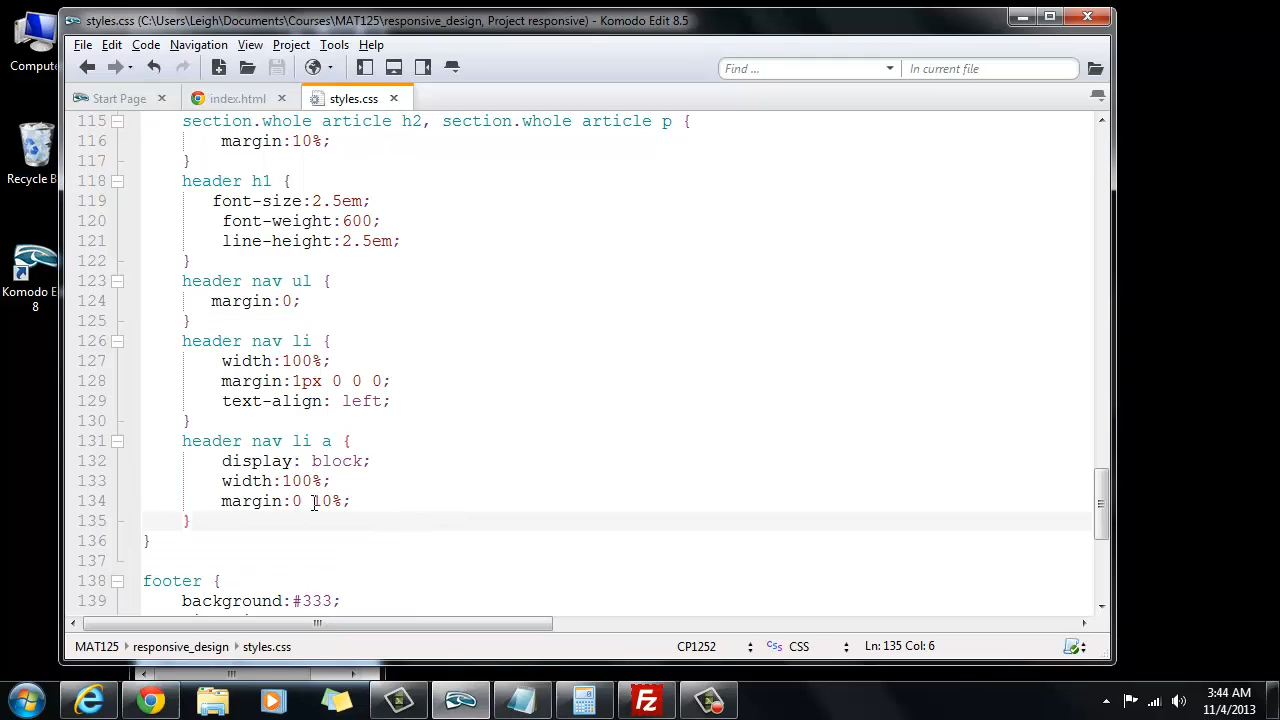 styles.css (C:\Users\Leigh\Documents\Courses\MAT125\responsive_design, Project responsive) - Komodo Edit 8.5
File Edit Code Navigation View Project Tools Help
Find ... In current file
Start Page index.html styles.css
115 section.whole article h2, section.whole article p {
116 margin:10%;
117 }
118 header h1 {
119 font-size:2.5em;
120 font-weight:600;
121 line-height:2.5em;
122 }
123 header nav ul {
124 margin:0;
125 }
126 header nav li {
127 width:100%;
128 margin:1px 0 0 0;
129 text-align: left;
130 }
131 header nav li a {
132 display: block;
133 width:100%;
134 margin:0 10%;
135 }
136 }
137
138 footer {
139 background:#333;
MAT125 responsive_design styles.css CP1252 CSS CSS Ln: 135 Col: 6
Compute
Recycle B
Komodo E
8
3:44 AM
11/4/2013